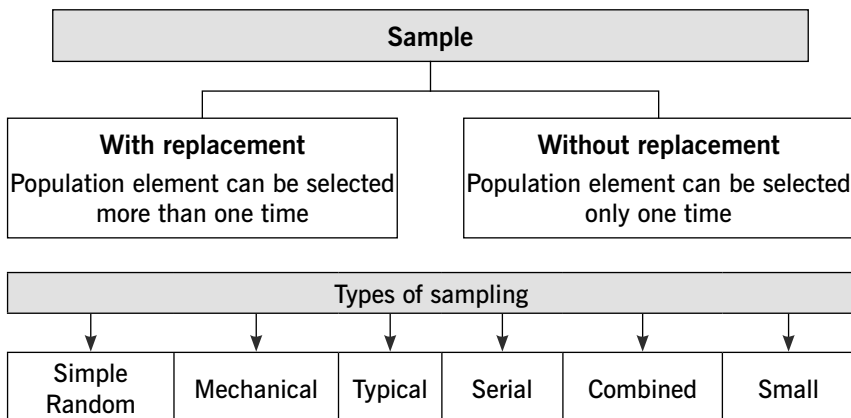 Sample
With replacement
Population element can be selected
more than one time
Without replacement
Population element can be selected
only one time
Types of sampling
Simple
Random
Mechanical
Typical
Serial
Combined
Small